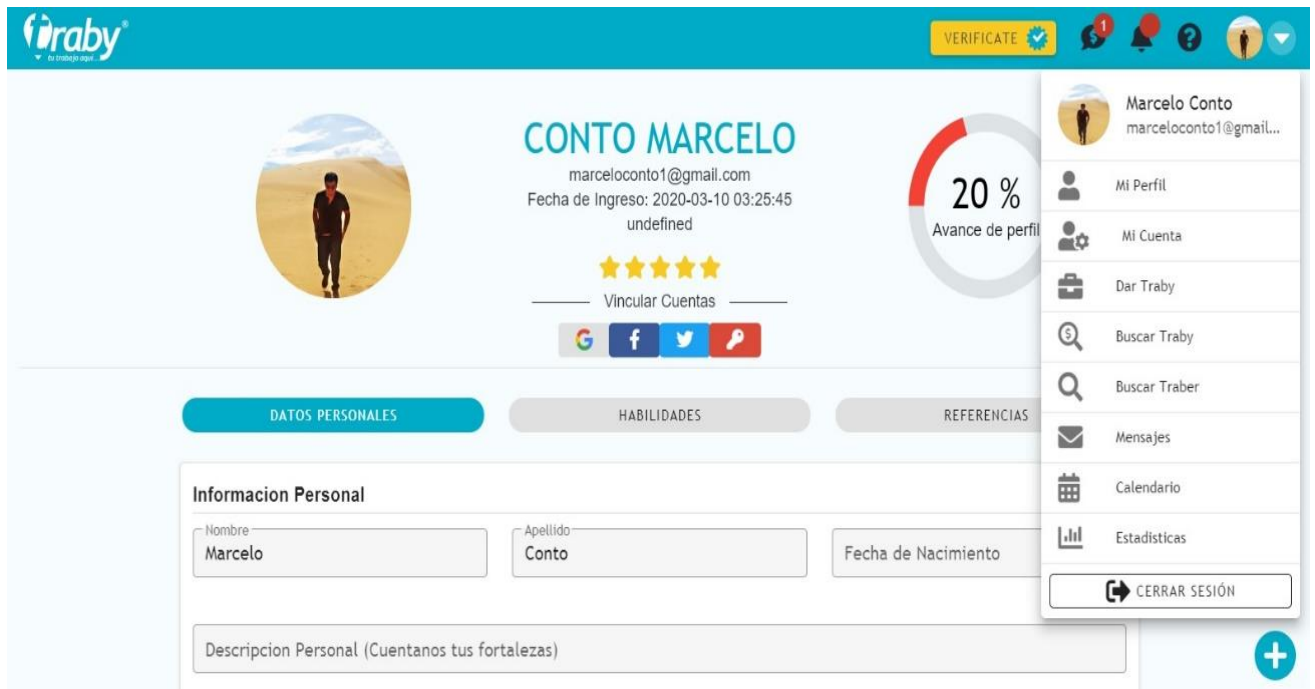 traby®
tu trabajo aqui...
VERIFICATE
1
CONTO MARCELO
marceloconto1@gmail.com
Fecha de Ingreso: 2020-03-10 03:25:45
undefined
Vincular Cuentas
G f
20 %
Avance de perfil
Marcelo Conto
marceloconto1@gmail...
Mi Perfil
Mi Cuenta
Dar Traby
Buscar Traby
Buscar Traber
Mensajes
Calendario
Estadisticas
CERRAR SESIÓN
DATOS PERSONALES
HABILIDADES
REFERENCIAS
Informacion Personal
Nombre
Marcelo
Apellido
Conto
Fecha de Nacimiento
Descripcion Personal (Cuentanos tus fortalezas)